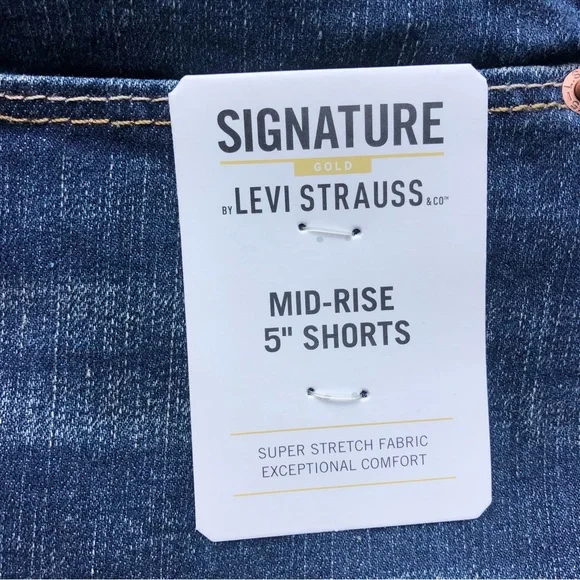 SIGNATURE
GOLD
BY LEVI STRAUSS & CO™
MID-RISE
5" SHORTS
SUPER STRETCH FABRIC
EXCEPTIONAL COMFORT